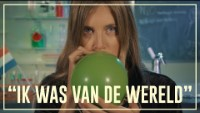 “IK WAS VAN DE WERELD”